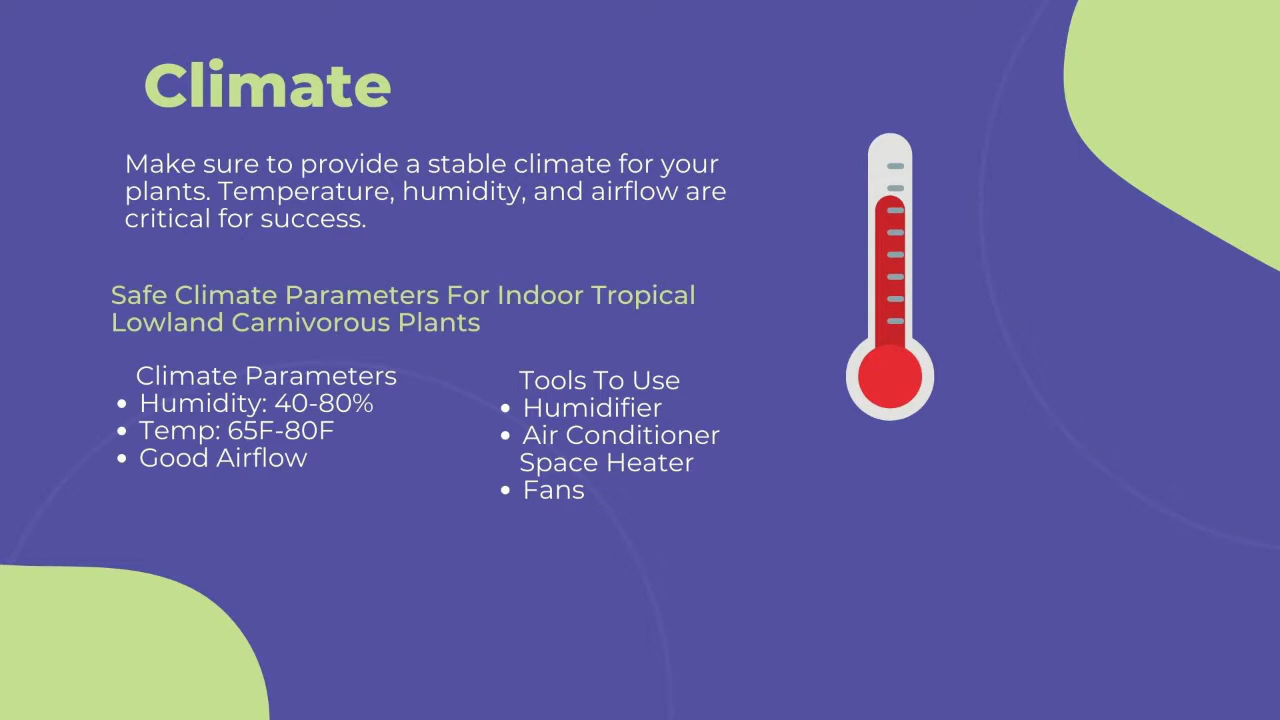 Climate
Make sure to provide a stable climate for your
plants. Temperature, humidity, and airflow are
critical for success.
Safe Climate Parameters For Indoor Tropical
Lowland Carnivorous Plants
Climate Parameters
• Humidity: 40-80%
• Temp: 65F-80F
• Good Airflow
Tools To Use
• Humidifier
• Air Conditioner
Space Heater
• Fans